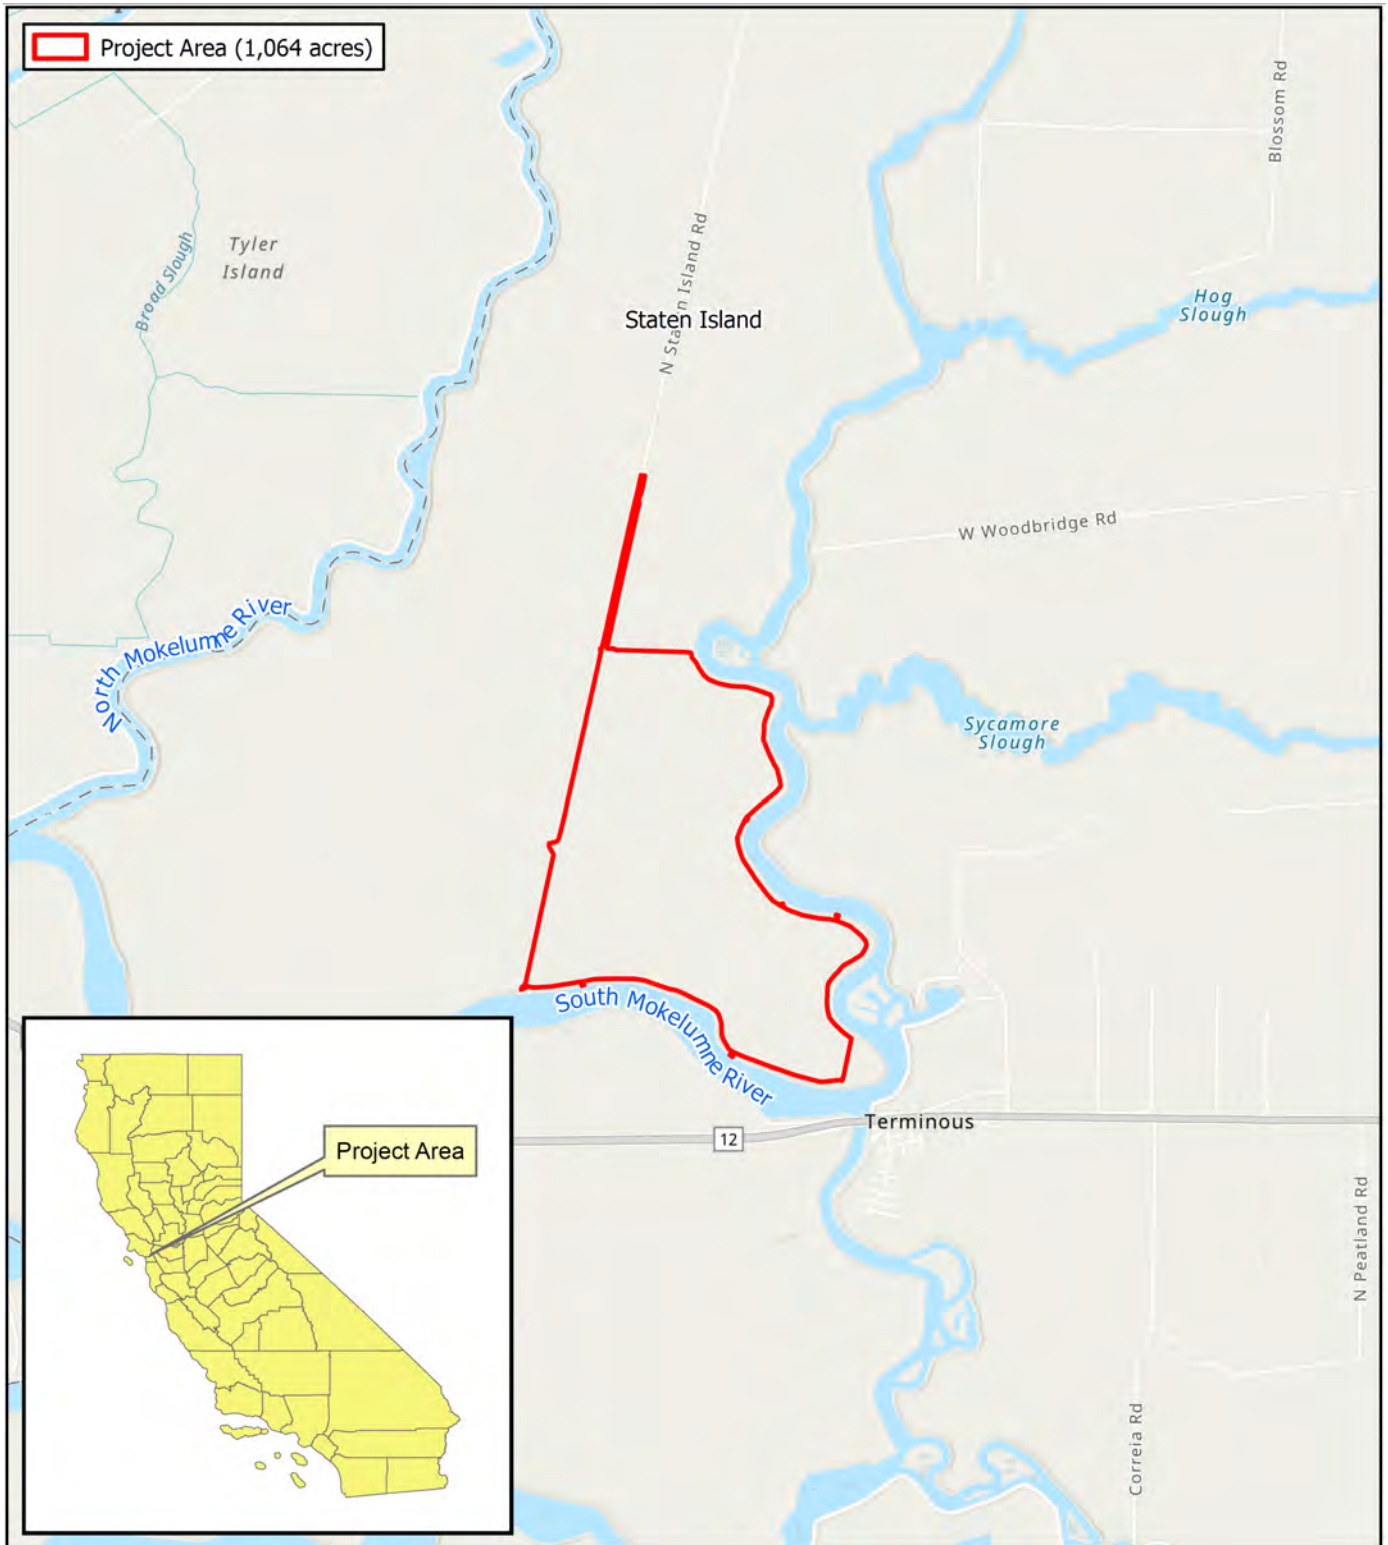 Project Area (1,064 acres)
Blossom Rd
Broad Slough
Tyler
Island
N Staten Island Rd
Staten Island
Hog
Slough
W Woodbridge Rd
North Mokelumne River
Sycamore
Slough
South Mokelumne River
Terminous
12
Project Area
N Peatland Rd
Correia Rd